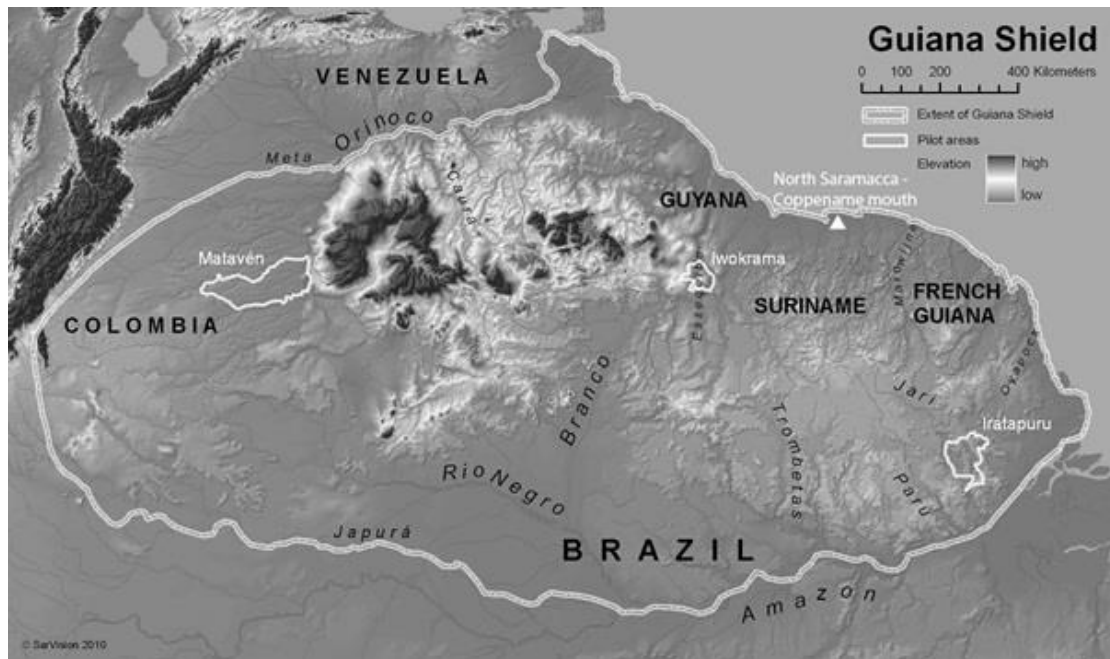 Guiana Shield
0 100 200 400 Kilometers
Extent of Guiana Shield
Pilot areas
Elevation
high
low
VENEZUELA
Orinoco
Meta
Caura
GUYANA
North Saramacca -
Coppename mouth
Matavén
Iwokrama
COLOMBIA
Essequibo
SURINAME
Marowijne
FRENCH
GUIANA
Oyapock
Branco
Jari
Trombetas
Iratapuru
Rio Negro
Parú
Japurá
BRAZIL
Amazon
© SarVision 2010